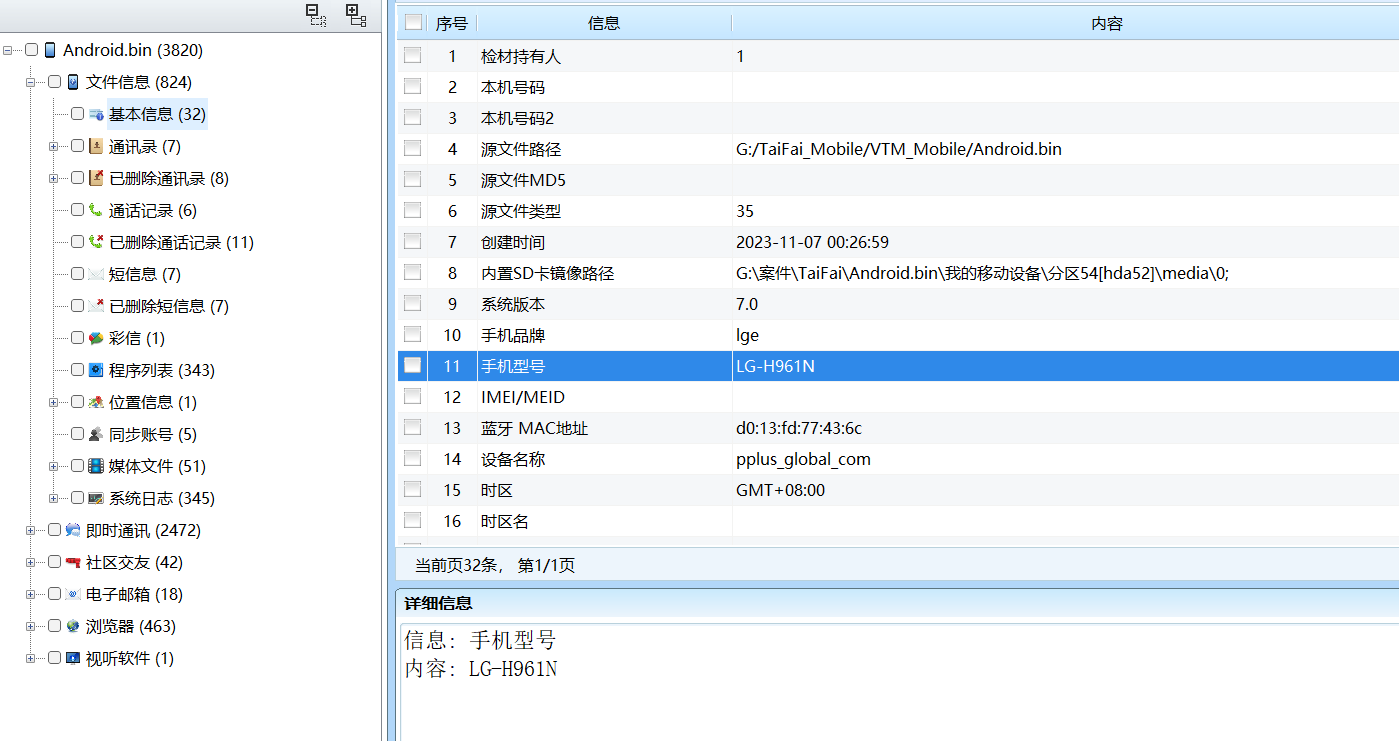 Android.bin (3820)
文件信息 (824)
基本信息 (32)
通讯录 (7)
已删除通讯录 (8)
通话记录 (6)
已删除通话记录 (11)
短信息 (7)
已删除短信息 (7)
彩信 (1)
程序列表 (343)
位置信息 (1)
同步账号 (5)
媒体文件 (51)
系统日志 (345)
即时通讯 (2472)
社区交友 (42)
电子邮箱 (18)
浏览器 (463)
视听软件 (1)
序号 信息 内容
1 检材持有人 1
2 本机号码
3 本机号码2
4 源文件路径 G:/TaiFai_Mobile/VTM_Mobile/Android.bin
5 源文件MD5
6 源文件类型 35
7 创建时间 2023-11-07 00:26:59
8 内置SD卡镜像路径 G:\案件\TaiFai\Android.bin\我的移动设备\分区54[hda52]\media\0;
9 系统版本 7.0
10 手机品牌 lge
11 手机型号 LG-H961N
12 IMEI/MEID
13 蓝牙 MAC地址 d0:13:fd:77:43:6c
14 设备名称 pplus_global_com
15 时区 GMT+08:00
16 时区名
当前页32条， 第1/1页
详细信息
信息: 手机型号
内容: LG-H961N